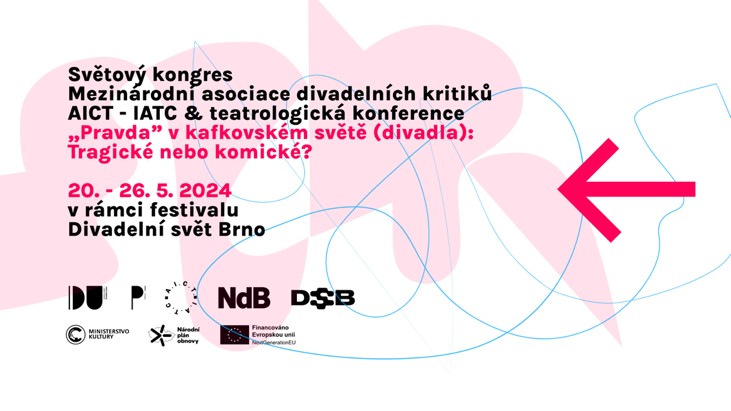 Světový kongres
Mezinárodní asociace divadelních kritiků
AICT - IATC & teatrologická konference
„Pravda” v kafkovském světě (divadla):
Tragické nebo komické?
20. - 26. 5. 2024
v rámci festivalu
Divadelní svět Brno
DU P AICT/IATC NdB DSB
MINISTERSTVO
KULTURY
Národní
plán
obnovy
Financováno
Evropskou unií
NextGenerationEU